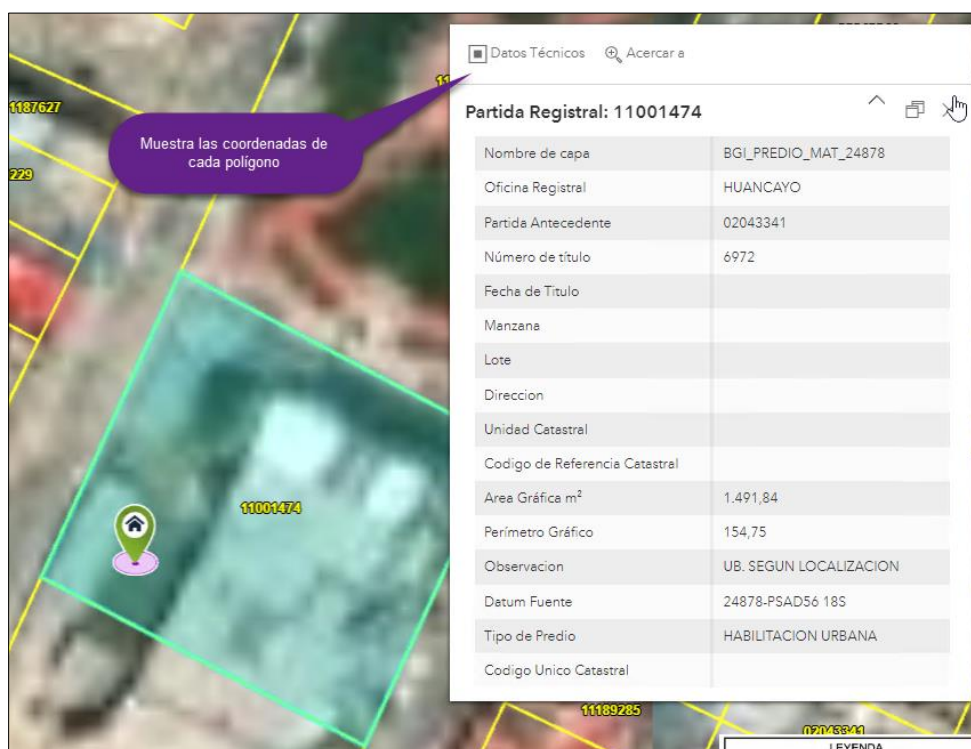 Datos Técnicos Acercar a
Partida Registral: 11001474
Nombre de capa BGI_PREDIO_MAT_24878
Oficina Registral HUANCAYO
Partida Antecedente 02043341
Número de título 6972
Fecha de Titulo
Manzana
Lote
Direccion
Unidad Catastral
Codigo de Referencia Catastral
Area Gráfica m² 1.491,84
Perímetro Gráfico 154,75
Observacion UB. SEGUN LOCALIZACION
Datum Fuente 24878-PSAD56 18S
Tipo de Predio HABILITACION URBANA
Codigo Unico Catastral
Muestra las coordenadas de
cada polígono
1187627
229
11001474
11189285
02043341
LEYENDA